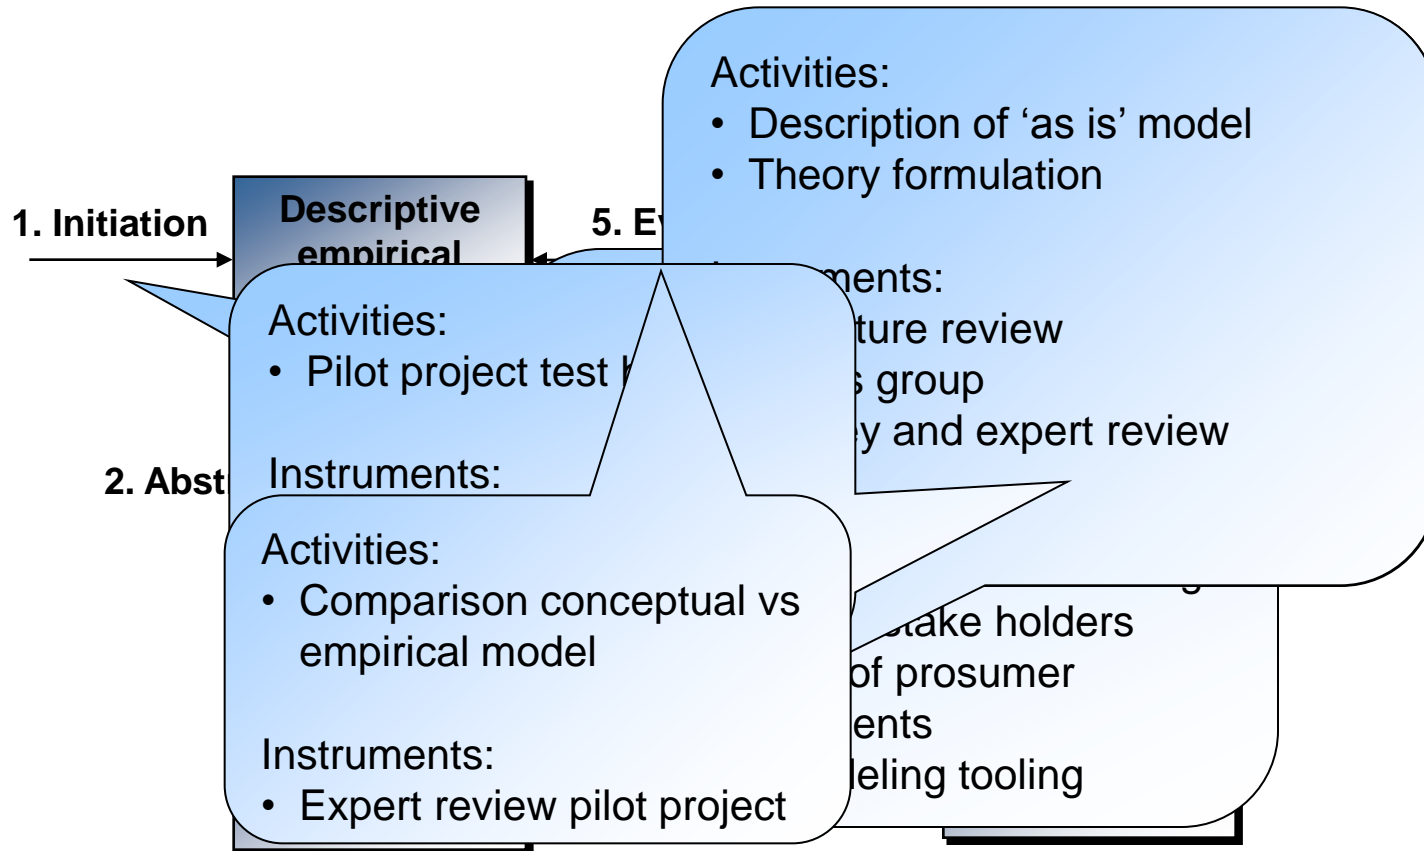 Activities:
• Description of ‘as is’ model
• Theory formulation
ments:
ture review
s group
y and expert review
1. Initiation
Descriptive
empirical
5. E
Activities:
• Pilot project test
Instruments:
2. Abst
Activities:
• Comparison conceptual vs
empirical model
Instruments:
• Expert review pilot project
stake holders
of prosumer
ents
eling tooling